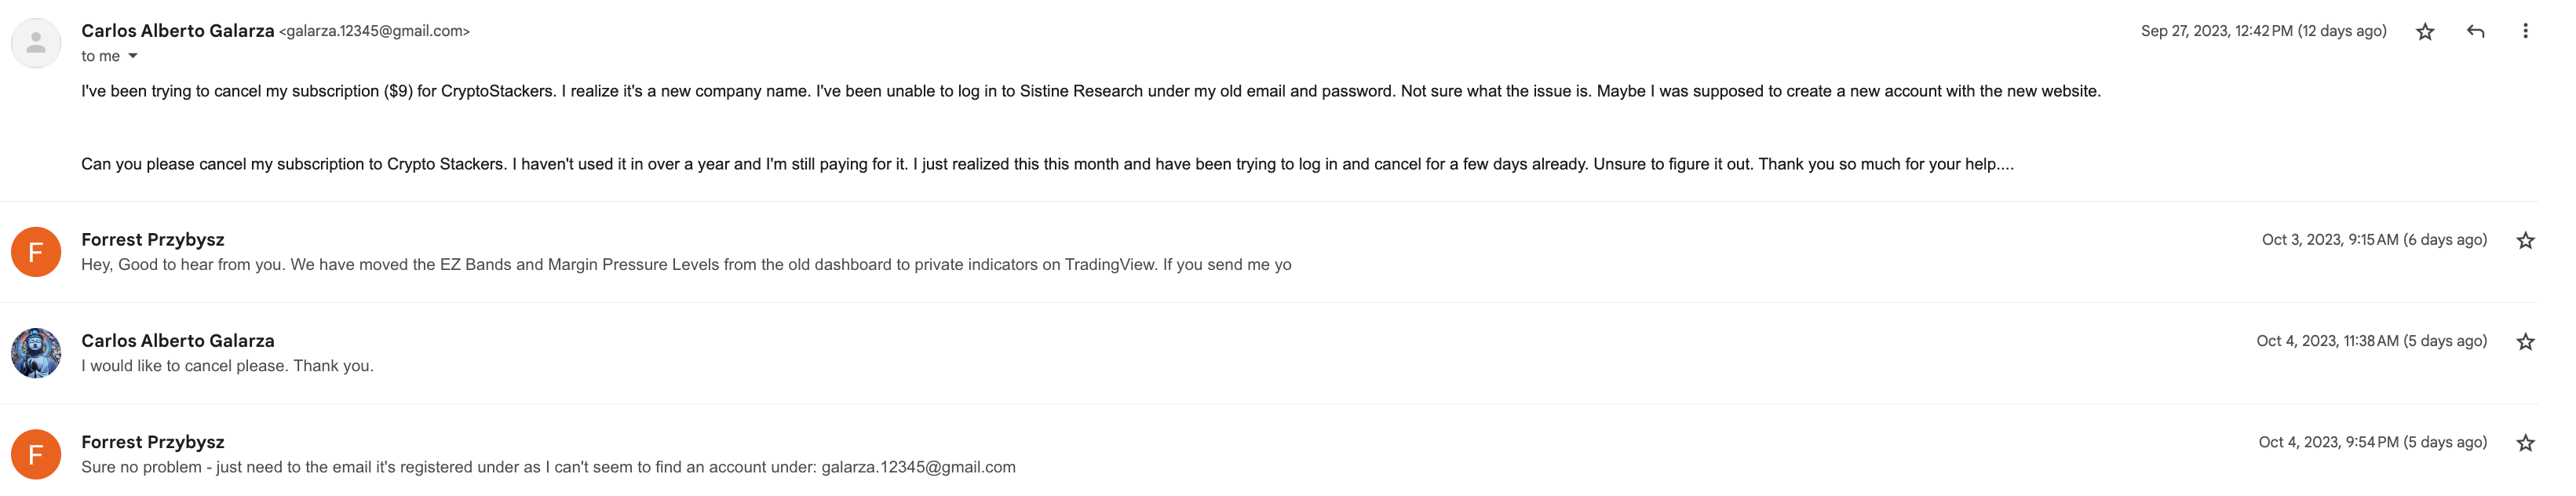 Carlos Alberto Galarza <galarza.12345@gmail.com>
Sep 27, 2023, 12:42 PM (12 days ago)
to me
I've been trying to cancel my subscription ($9) for CryptoStackers. I realize it's a new company name. I've been unable to log in to Sistine Research under my old email and password. Not sure what the issue is. Maybe I was supposed to create a new account with the new website.
Can you please cancel my subscription to Crypto Stackers. I haven't used it in over a year and I'm still paying for it. I just realized this this month and have been trying to log in and cancel for a few days already. Unsure to figure it out. Thank you so much for your help....
F
Forrest Przybysz
Oct 3, 2023, 9:15 AM (6 days ago)
Hey, Good to hear from you. We have moved the EZ Bands and Margin Pressure Levels from the old dashboard to private indicators on TradingView. If you send me yo
Carlos Alberto Galarza
Oct 4, 2023, 11:38 AM (5 days ago)
I would like to cancel please. Thank you.
F
Forrest Przybysz
Oct 4, 2023, 9:54 PM (5 days ago)
Sure no problem - just need to the email it's registered under as I can't seem to find an account under: galarza.12345@gmail.com